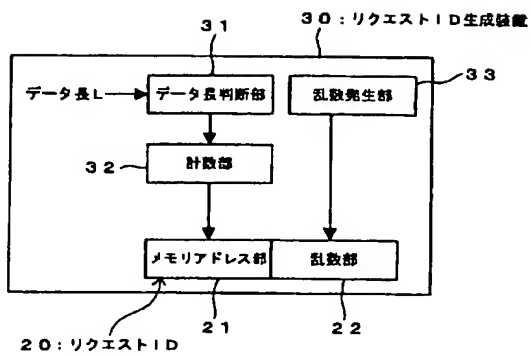 31
30:リクエストID生成装置
33
データ長L
データ長判断部
乱数発生部
32
計数部
メモリアドレス部
乱数部
21
22
20:リクエストID